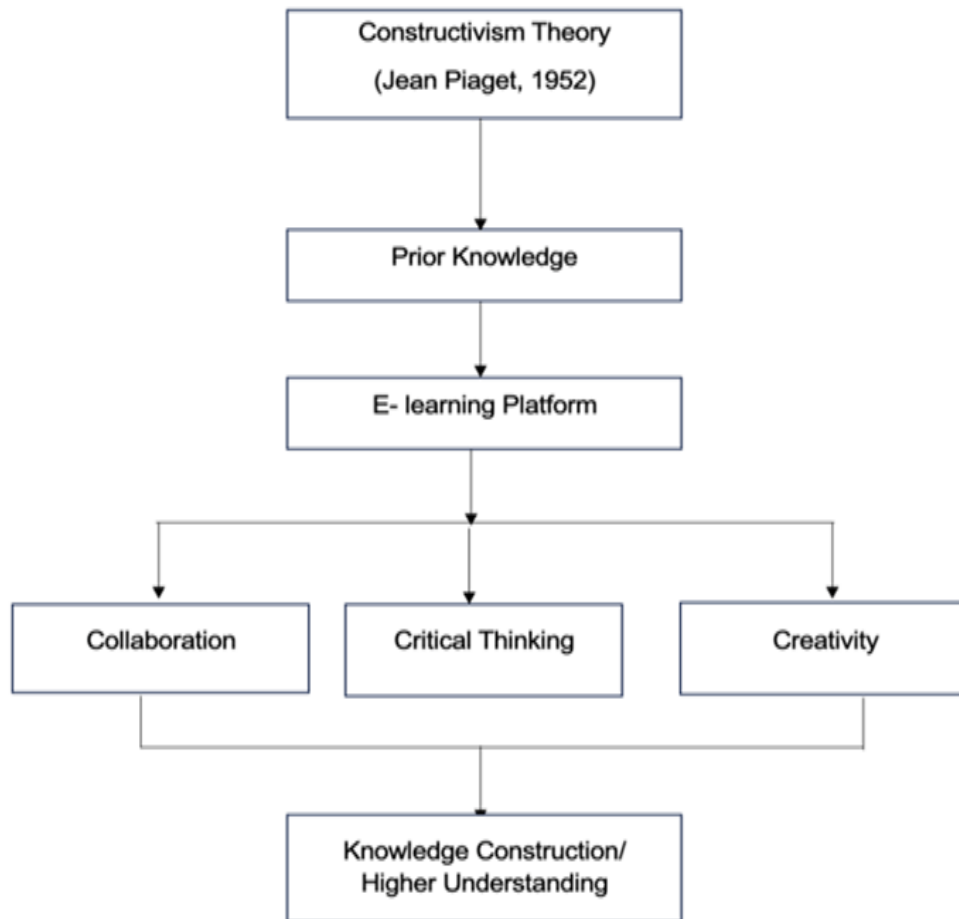 Constructivism Theory
(Jean Piaget, 1952)
Prior Knowledge
E- learning Platform
Collaboration
Critical Thinking
Creativity
Knowledge Construction/
Higher Understanding